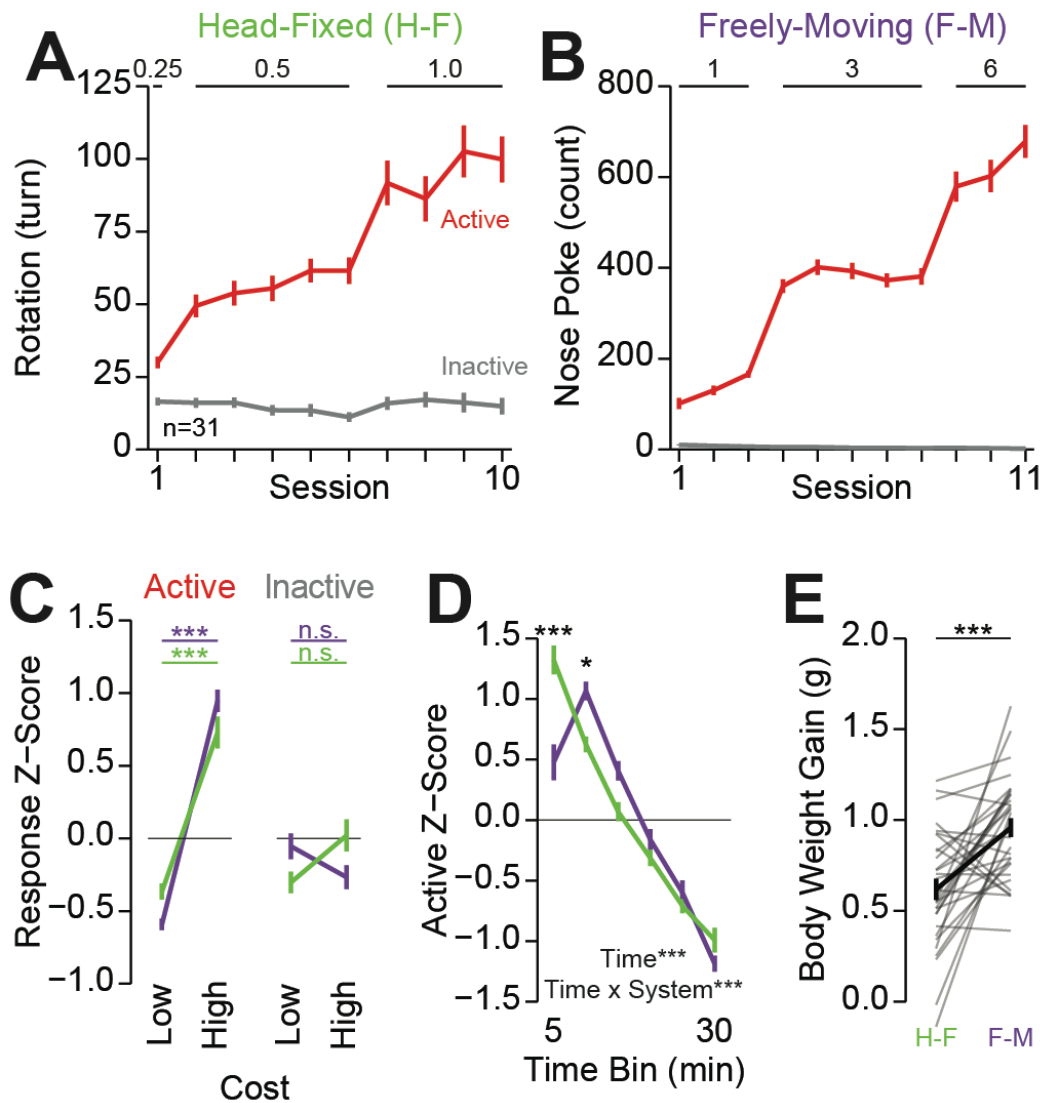 Head-Fixed (H-F)
Freely-Moving (F-M)
A
0.25
0.5
1.0
125
100
75
50
25
0
Rotation (turn)
Active
Inactive
n=31
1
Session
10
B
1
3
6
800
600
400
200
0
Nose Poke (count)
1
Session
11
C
Active
Inactive
1.5
1.0
0.5
0.0
−0.5
−1.0
Response Z−Score
***
***
n.s.
n.s.
Low
High
Low
High
Cost
D
1.5
1.0
0.5
0.0
−0.5
−1.0
−1.5
Active Z−Score
***
*
Time***
Time x System***
5
30
Time Bin (min)
E
***
2.0
1.5
1.0
0.5
0.0
Body Weight Gain (g)
H-F
F-M